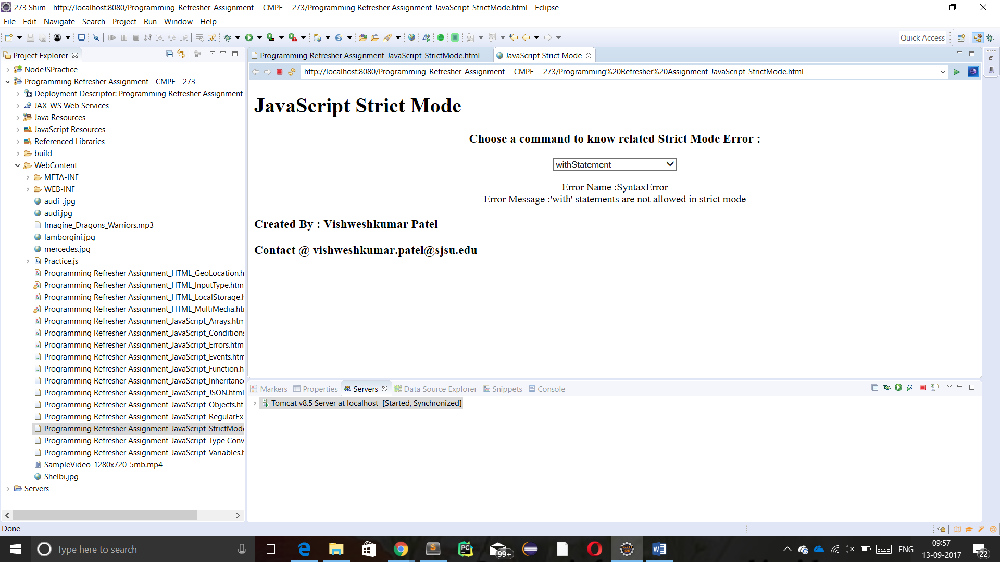 273 Shim - http://localhost:8080/Programming_Refresher_Assignment___CMPE___273/Programming Refresher Assignment_JavaScript_StrictMode.html - Eclipse
File Edit Navigate Search Project Run Window Help
Quick Access
Project Explorer
NodeJSPractice
Programming Refresher Assignment _ CMPE _ 273
Deployment Descriptor: Programming Refresher Assignment
JAX-WS Web Services
Java Resources
JavaScript Resources
Referenced Libraries
build
WebContent
META-INF
WEB-INF
audi_.jpg
audi.jpg
Imagine_Dragons_Warriors.mp3
lamborgini.jpg
mercedes.jpg
Practice.js
Programming Refresher Assignment_HTML_GeoLocation.h
Programming Refresher Assignment_HTML_InputType.htm
Programming Refresher Assignment_HTML_LocalStorage.h
Programming Refresher Assignment_HTML_MultiMedia.ht
Programming Refresher Assignment_JavaScript_Arrays.htm
Programming Refresher Assignment_JavaScript_Conditions
Programming Refresher Assignment_JavaScript_Errors.htm
Programming Refresher Assignment_JavaScript_Events.htm
Programming Refresher Assignment_JavaScript_Function.h
Programming Refresher Assignment_JavaScript_Inheritance
Programming Refresher Assignment_JavaScript_JSON.html
Programming Refresher Assignment_JavaScript_Objects.ht
Programming Refresher Assignment_JavaScript_RegularEx
Programming Refresher Assignment_JavaScript_StrictMode
Programming Refresher Assignment_JavaScript_Type Conv
Programming Refresher Assignment_JavaScript_Variables.h
SampleVideo_1280x720_5mb.mp4
Shelbi.jpg
Servers
Programming Refresher Assignment_JavaScript_StrictMode.html
JavaScript Strict Mode
http://localhost:8080/Programming_Refresher_Assignment___CMPE___273/Programming%20Refresher%20Assignment_JavaScript_StrictMode.html
JavaScript Strict Mode
Choose a command to know related Strict Mode Error :
withStatement
Error Name :SyntaxError
Error Message :'with' statements are not allowed in strict mode
Created By : Vishweshkumar Patel
Contact @ vishweshkumar.patel@sjsu.edu
Markers Properties Servers Data Source Explorer Snippets Console
Tomcat v8.5 Server at localhost [Started, Synchronized]
Done
Type here to search
99+
ENG
09:57
13-09-2017
22